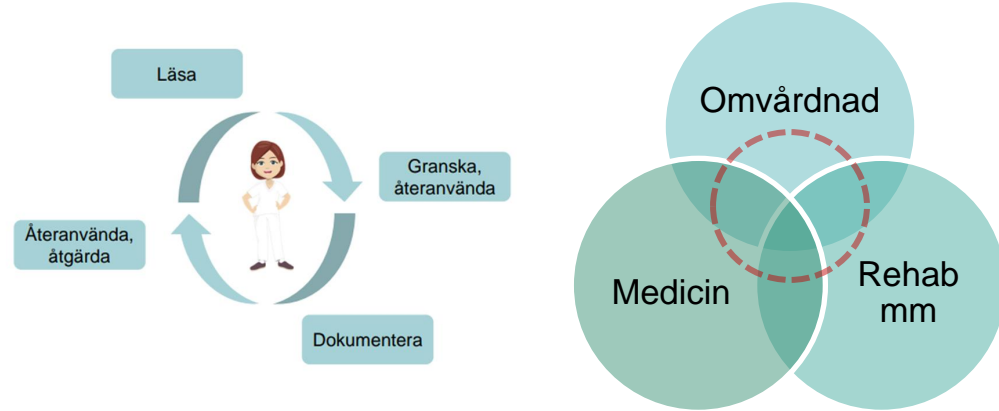 Läsa
Granska,
återanvända
Dokumentera
Återanvända,
åtgärda
Omvårdnad
Medicin
Rehab
mm